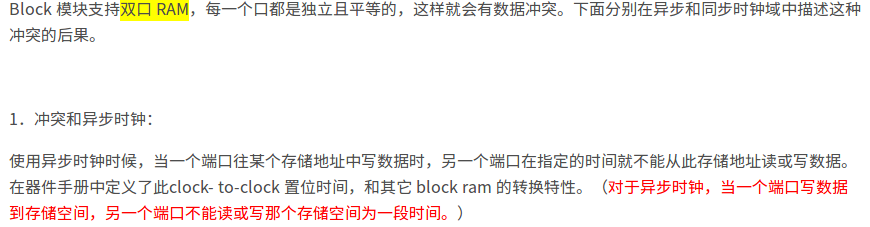 Block 模块支持双口 RAM，每一个口都是独立且平等的，这样就会有数据冲突。下面分别在异步和同步时钟域中描述这种
冲突的后果。
1．冲突和异步时钟：
使用异步时钟时候，当一个端口往某个存储地址中写数据时，另一个端口在指定的时间就不能从此存储地址读或写数据。
在器件手册中定义了此clock- to-clock 置位时间，和其它 block ram 的转换特性。（对于异步时钟，当一个端口写数据
到存储空间，另一个端口不能读或写那个存储空间为一段时间。）